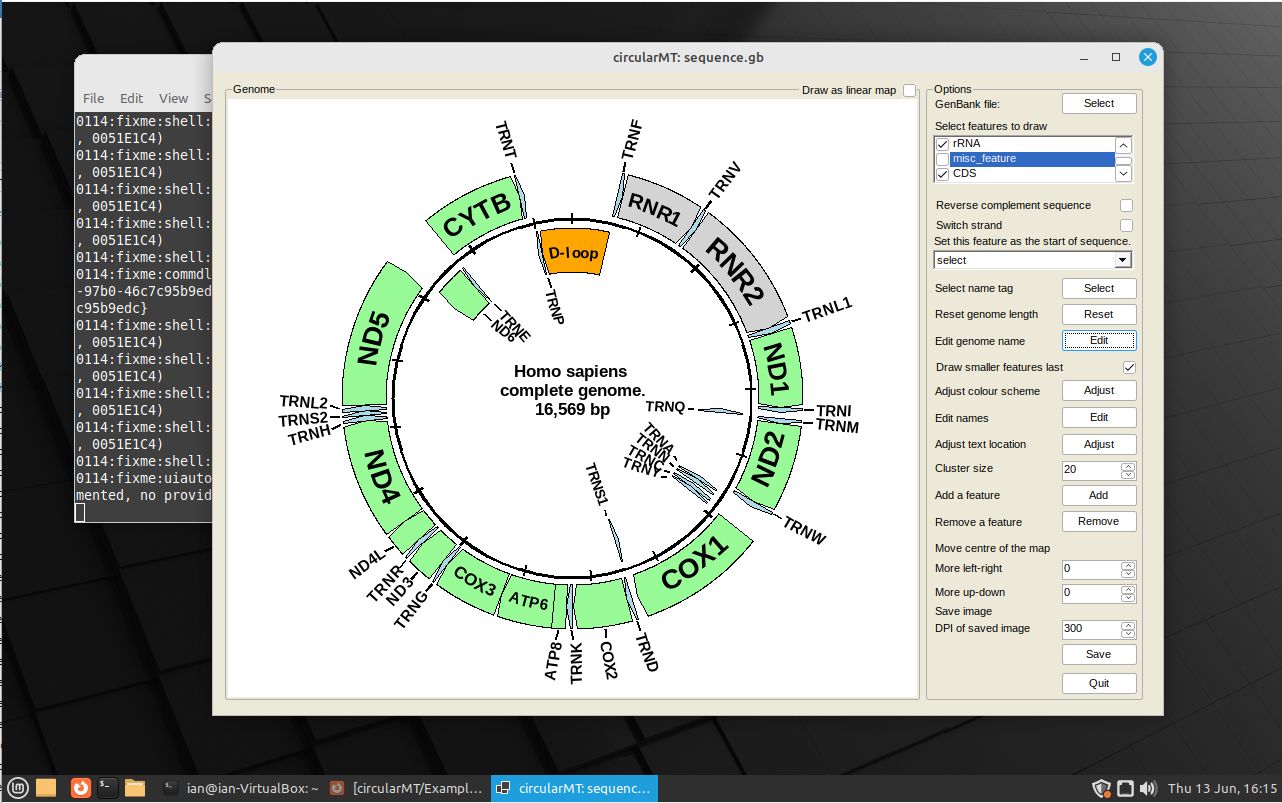 circularMT: sequence.gb
File Edit View S
0114:fixme:shell:
, 0051E1C4)
0114:fixme:shell:
, 0051E1C4)
0114:fixme:shell:
, 0051E1C4)
0114:fixme:shell:
, 0051E1C4)
0114:fixme:commdl
-97b0-46c7c95b9ed
c95b9edc}
0114:fixme:shell:
, 0051E1C4)
0114:fixme:shell:
, 0051E1C4)
0114:fixme:shell:
, 0051E1C4)
0114:fixme:shell:
, 0051E1C4)
0114:fixme:shell:
0114:fixme:uiauto
mented, no provid
Genome
Draw as linear map
TRNT
TRNF
TRNV
CYTB
RNR1
RNR2
D-loop
TRNP
TRNE
ND6
TRNL1
ND5
ND1
Homo sapiens
complete genome.
16,569 bp
TRNL2
TRNS2
TRNH
TRNQ
TRNI
TRNM
TRNA
TRNN
TRNC
TRNY
ND2
ND4
TRNS1
TRNW
COX1
ND4L
TRNR
ND3
TRNG
COX3
ATP6
ATP8
TRNK
COX2
TRND
Options
GenBank file: Select
Select features to draw
rRNA
misc_feature
CDS
Reverse complement sequence
Switch strand
Set this feature as the start of sequence.
select
Select name tag Select
Reset genome length Reset
Edit genome name Edit
Draw smaller features last
Adjust colour scheme Adjust
Edit names Edit
Adjust text location Adjust
Cluster size 20
Add a feature Add
Remove a feature Remove
Move centre of the map
More left-right 0
More up-down 0
Save image
DPI of saved image 300
Save
Quit
ian@ian-VirtualBox: ~
[circularMT/Exampl...
circularMT: sequenc...
Thu 13 Jun, 16:15